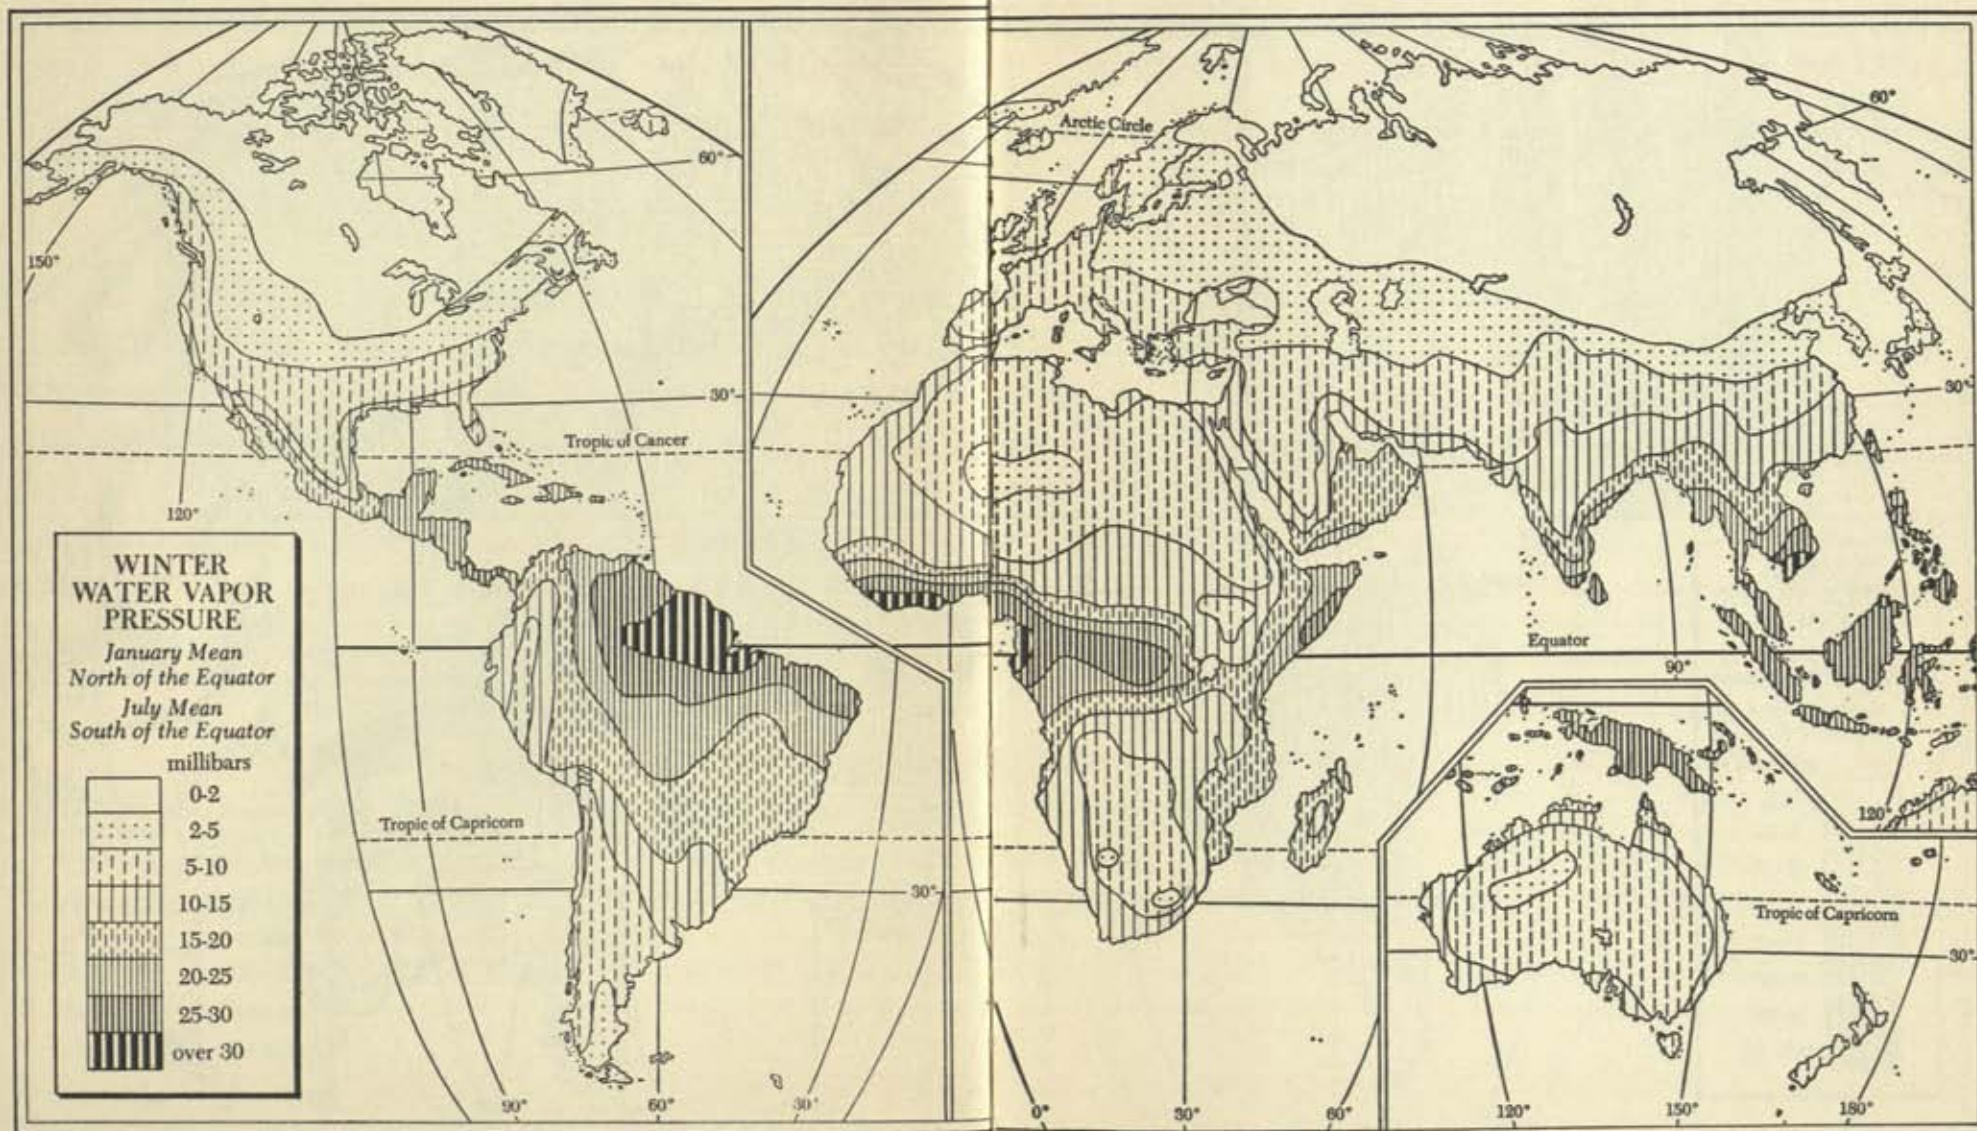 Arctic Circle
60°
60°
150°
30°
30°
Tropic of Cancer
120°
WINTER
WATER VAPOR
PRESSURE
January Mean
North of the Equator
July Mean
South of the Equator
millibars
0-2
2-5
5-10
10-15
15-20
20-25
25-30
over 30
Equator
90°
Tropic of Capricorn
120°
30°
Tropic of Capricorn
30°
90°
60°
30°
0°
30°
60°
120°
150°
180°